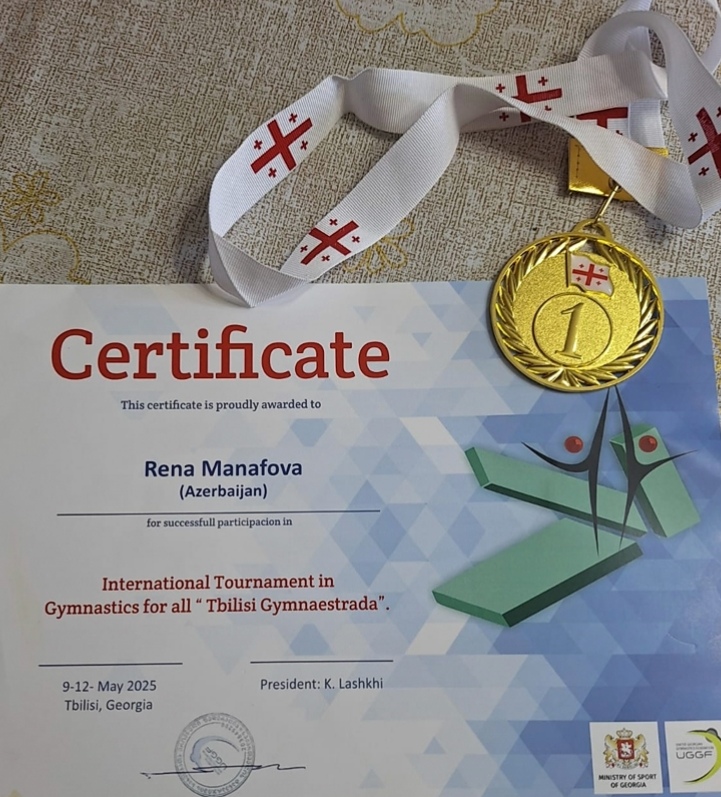 1
Certificate
This certificate is proudly awarded to
Rena Manafova
(Azerbaijan)
for successfull participacion in
International Tournament in
Gymnastics for all “ Tbilisi Gymnaestrada”.
9-12- May 2025
Tbilisi, Georgia
President: K. Lashkhi
MINISTRY OF SPORT
OF GEORGIA
UGGF